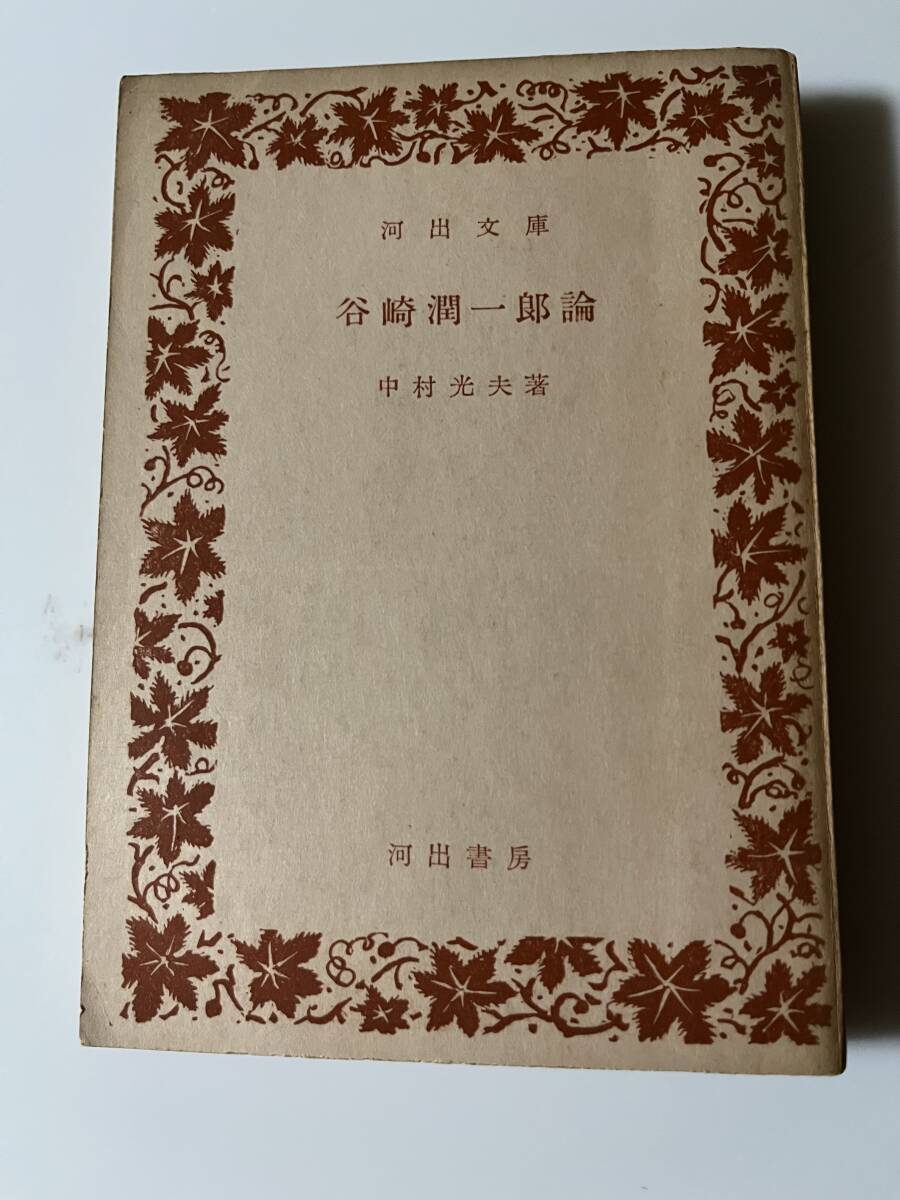 河出文庫
谷崎潤一郎論
中村光夫著
河出書房